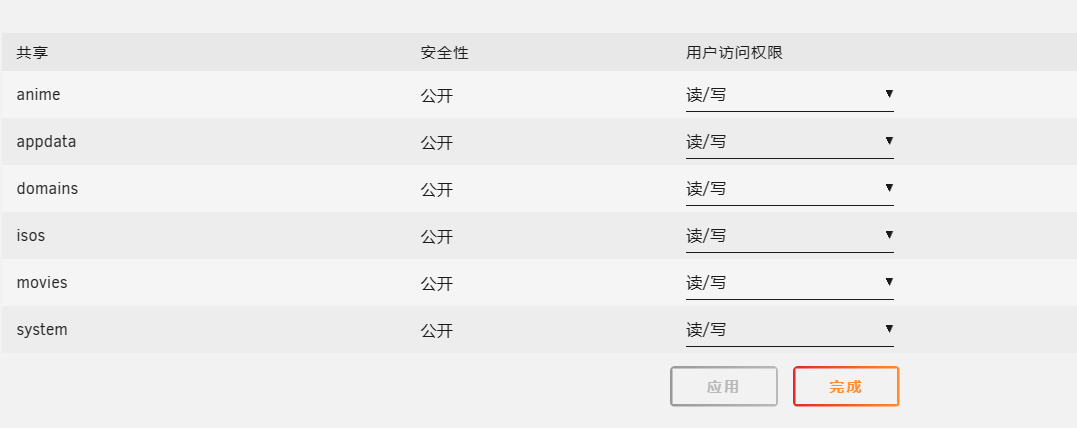 共享 安全性 用户访问权限
anime 公开 读/写
appdata 公开 读/写
domains 公开 读/写
isos 公开 读/写
movies 公开 读/写
system 公开 读/写
应用 完成